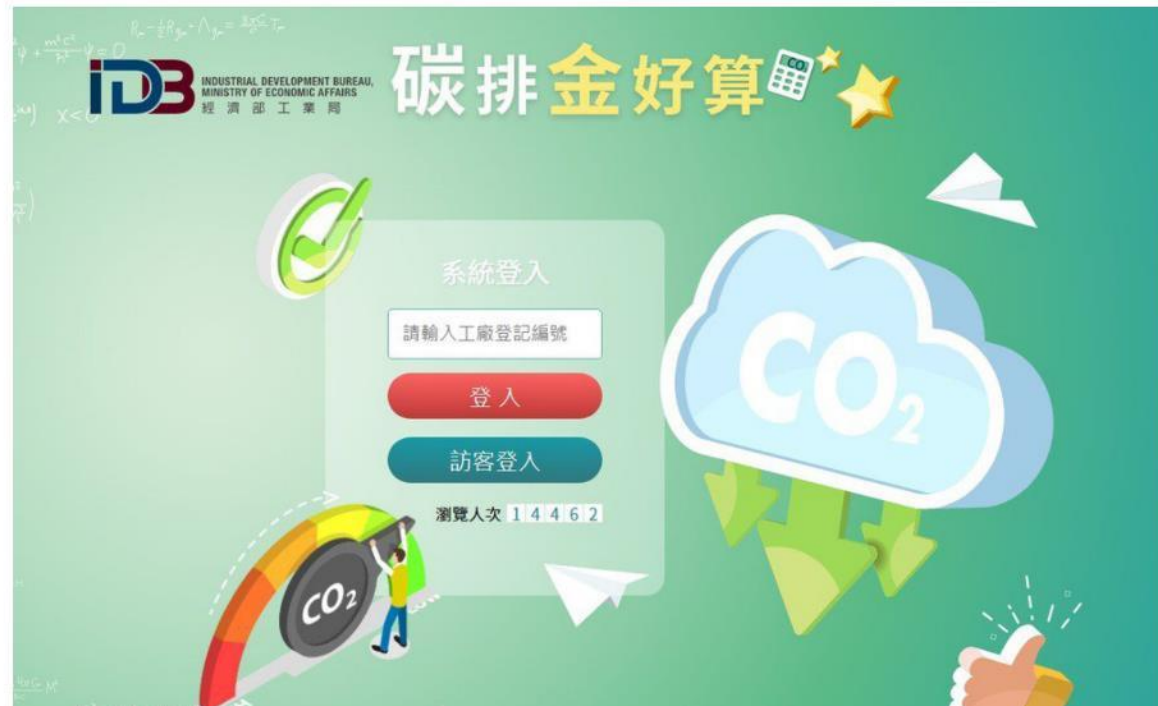 iDB
INDUSTRIAL DEVELOPMENT BUREAU,
MINISTRY OF ECONOMIC AFFAIRS
經濟部工業局
碳排金好算
CO
系統登入
請輸入工廠登記編號
登入
訪客登入
瀏覽人次 14462
CO2
CO2